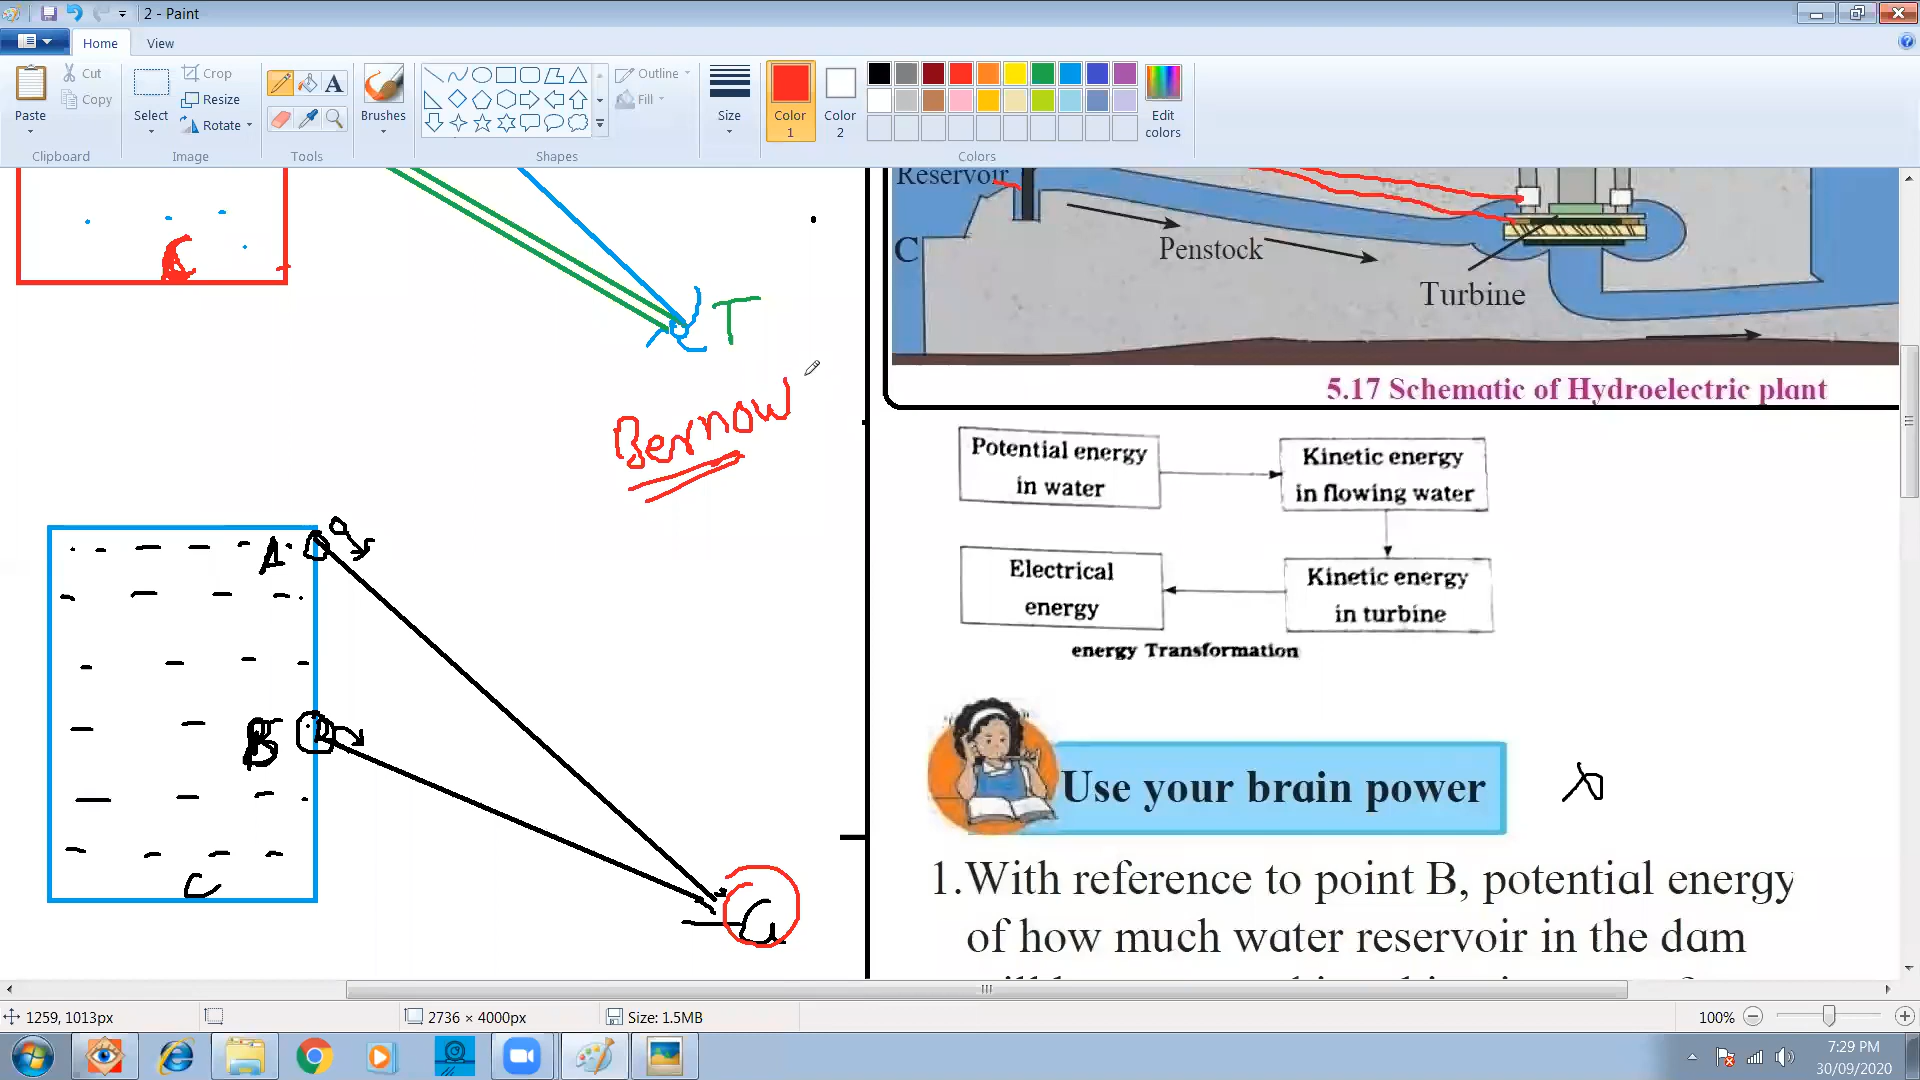 2 - Paint
Home
View
Paste
Cut
Copy
Clipboard
Select
Crop
Resize
Rotate
Image
Tools
Brushes
Shapes
Outline
Fill
Size
Color 1
Color 2
Edit colors
Colors
C
T
Bernow
A
B
C
Reservoir
C
Penstock
Turbine
5.17 Schematic of Hydroelectric plant
Potential energy
in water
Kinetic energy
in flowing water
Electrical
energy
Kinetic energy
in turbine
energy Transformation
Use your brain power
1.With reference to point B, potential energy
of how much water reservoir in the dam
1259, 1013px
2736 × 4000px
Size: 1.5MB
100%
7:29 PM
30/09/2020